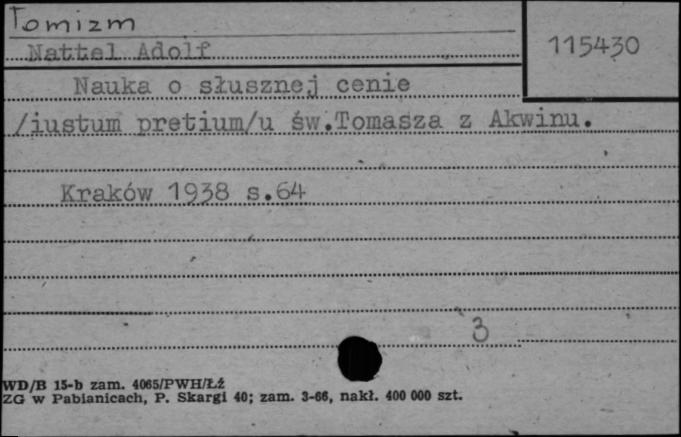 Tomizm
Nattel Adolf
115430
Nauka o słusznej cenie
/iustum pretium/u św.Tomasza z Akwinu.
Kraków 1938 s.64
3
WD/B 15-b zam. 4065/PWH/Łź
ZG w Pabianicach, P. Skargi 40; zam. 3-66, nakł. 400 000 szt.